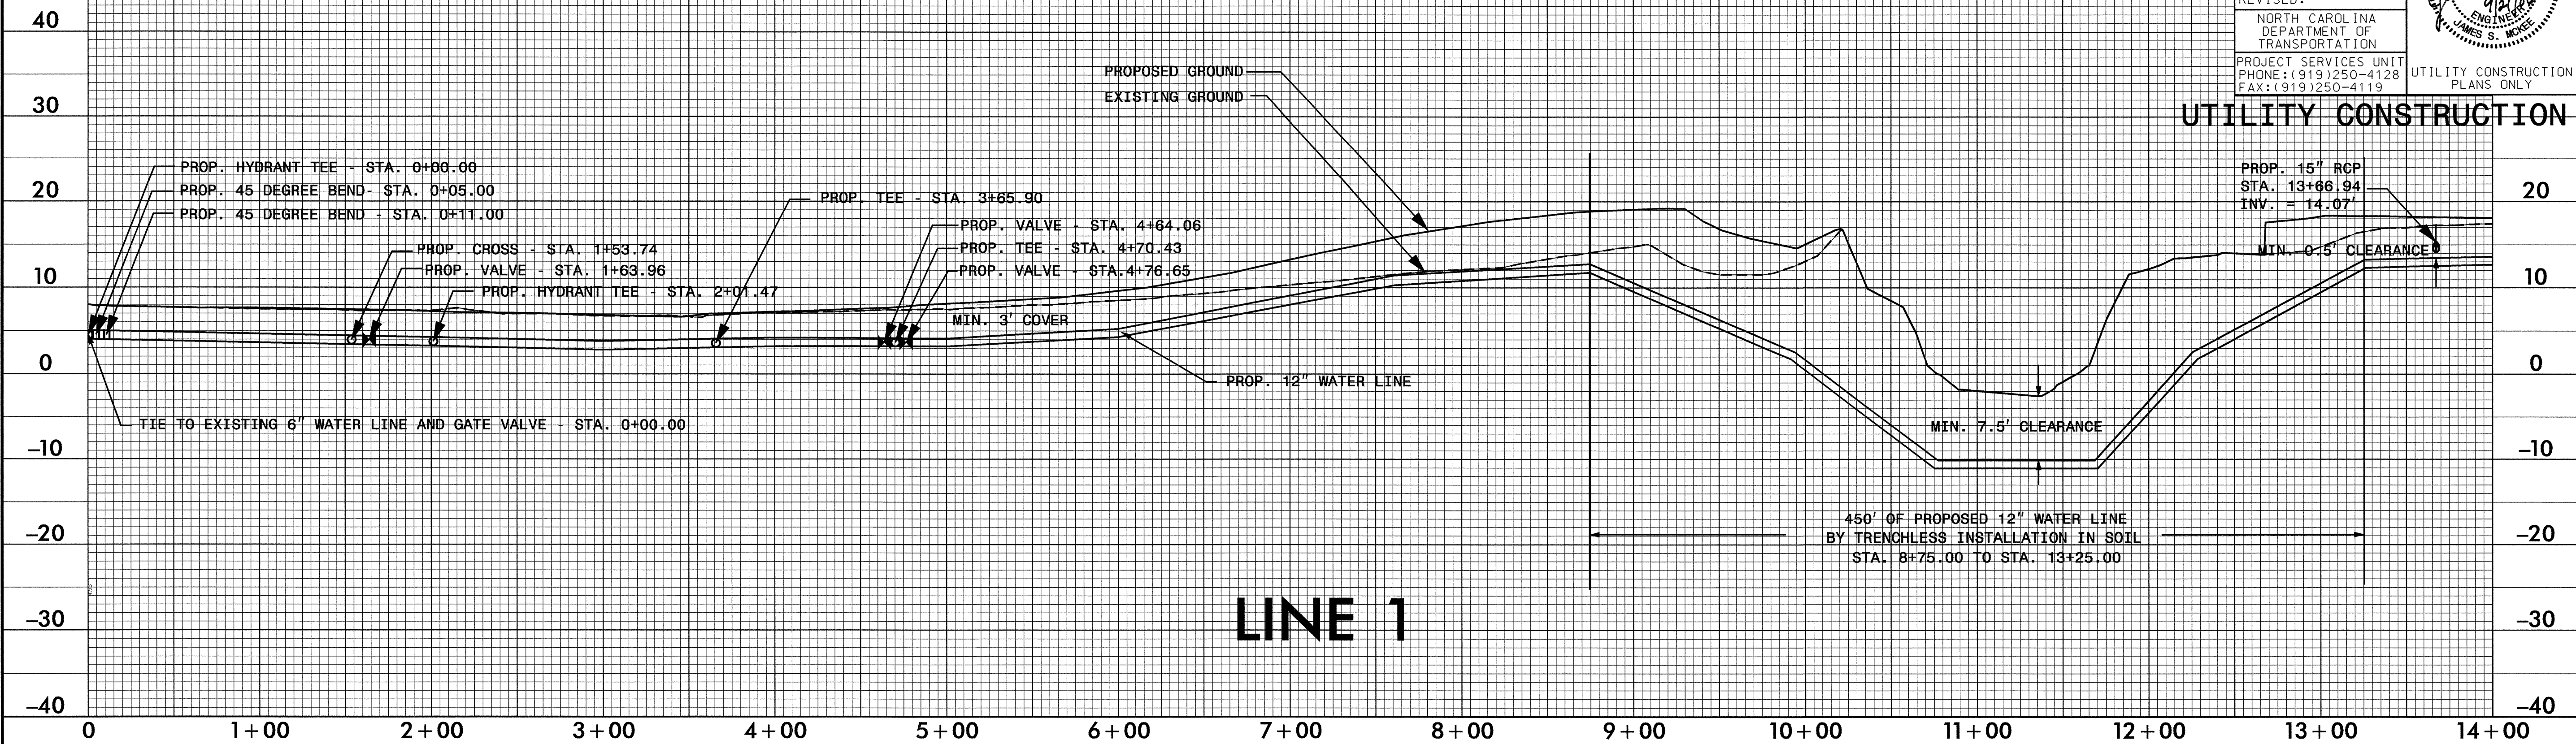 REVISED:
NORTH CAROLINA
DEPARTMENT OF
TRANSPORTATION
PROJECT SERVICES UNIT
PHONE:(919)250-4128
FAX:(919)250-4119
ENGINEER
JAMES S. MCKEE
UTILITY CONSTRUCTION
PLANS ONLY
UTILITY CONSTRUCTION
40
30
20
10
0
-10
-20
-30
-40
PROPOSED GROUND
EXISTING GROUND
PROP. HYDRANT TEE - STA. 0+00.00
PROP. 45 DEGREE BEND- STA. 0+05.00
PROP. 45 DEGREE BEND - STA. 0+11.00
PROP. CROSS - STA. 1+53.74
PROP. VALVE - STA. 1+63.96
PROP. HYDRANT TEE - STA. 2+01.47
PROP. TEE - STA. 3+65.90
PROP. VALVE - STA. 4+64.06
PROP. TEE - STA. 4+70.43
PROP. VALVE - STA.4+76.65
MIN. 3' COVER
PROP. 12" WATER LINE
TIE TO EXISTING 6" WATER LINE AND GATE VALVE - STA. 0+00.00
PROP. 15" RCP
STA. 13+66.94
INV. = 14.07'
MIN. 0.5' CLEARANCE
MIN. 7.5' CLEARANCE
450' OF PROPOSED 12" WATER LINE
BY TRENCHLESS INSTALLATION IN SOIL
STA. 8+75.00 TO STA. 13+25.00
LINE 1
20
10
0
-10
-20
-30
-40
0 1+00 2+00 3+00 4+00 5+00 6+00 7+00 8+00 9+00 10+00 11+00 12+00 13+00 14+00